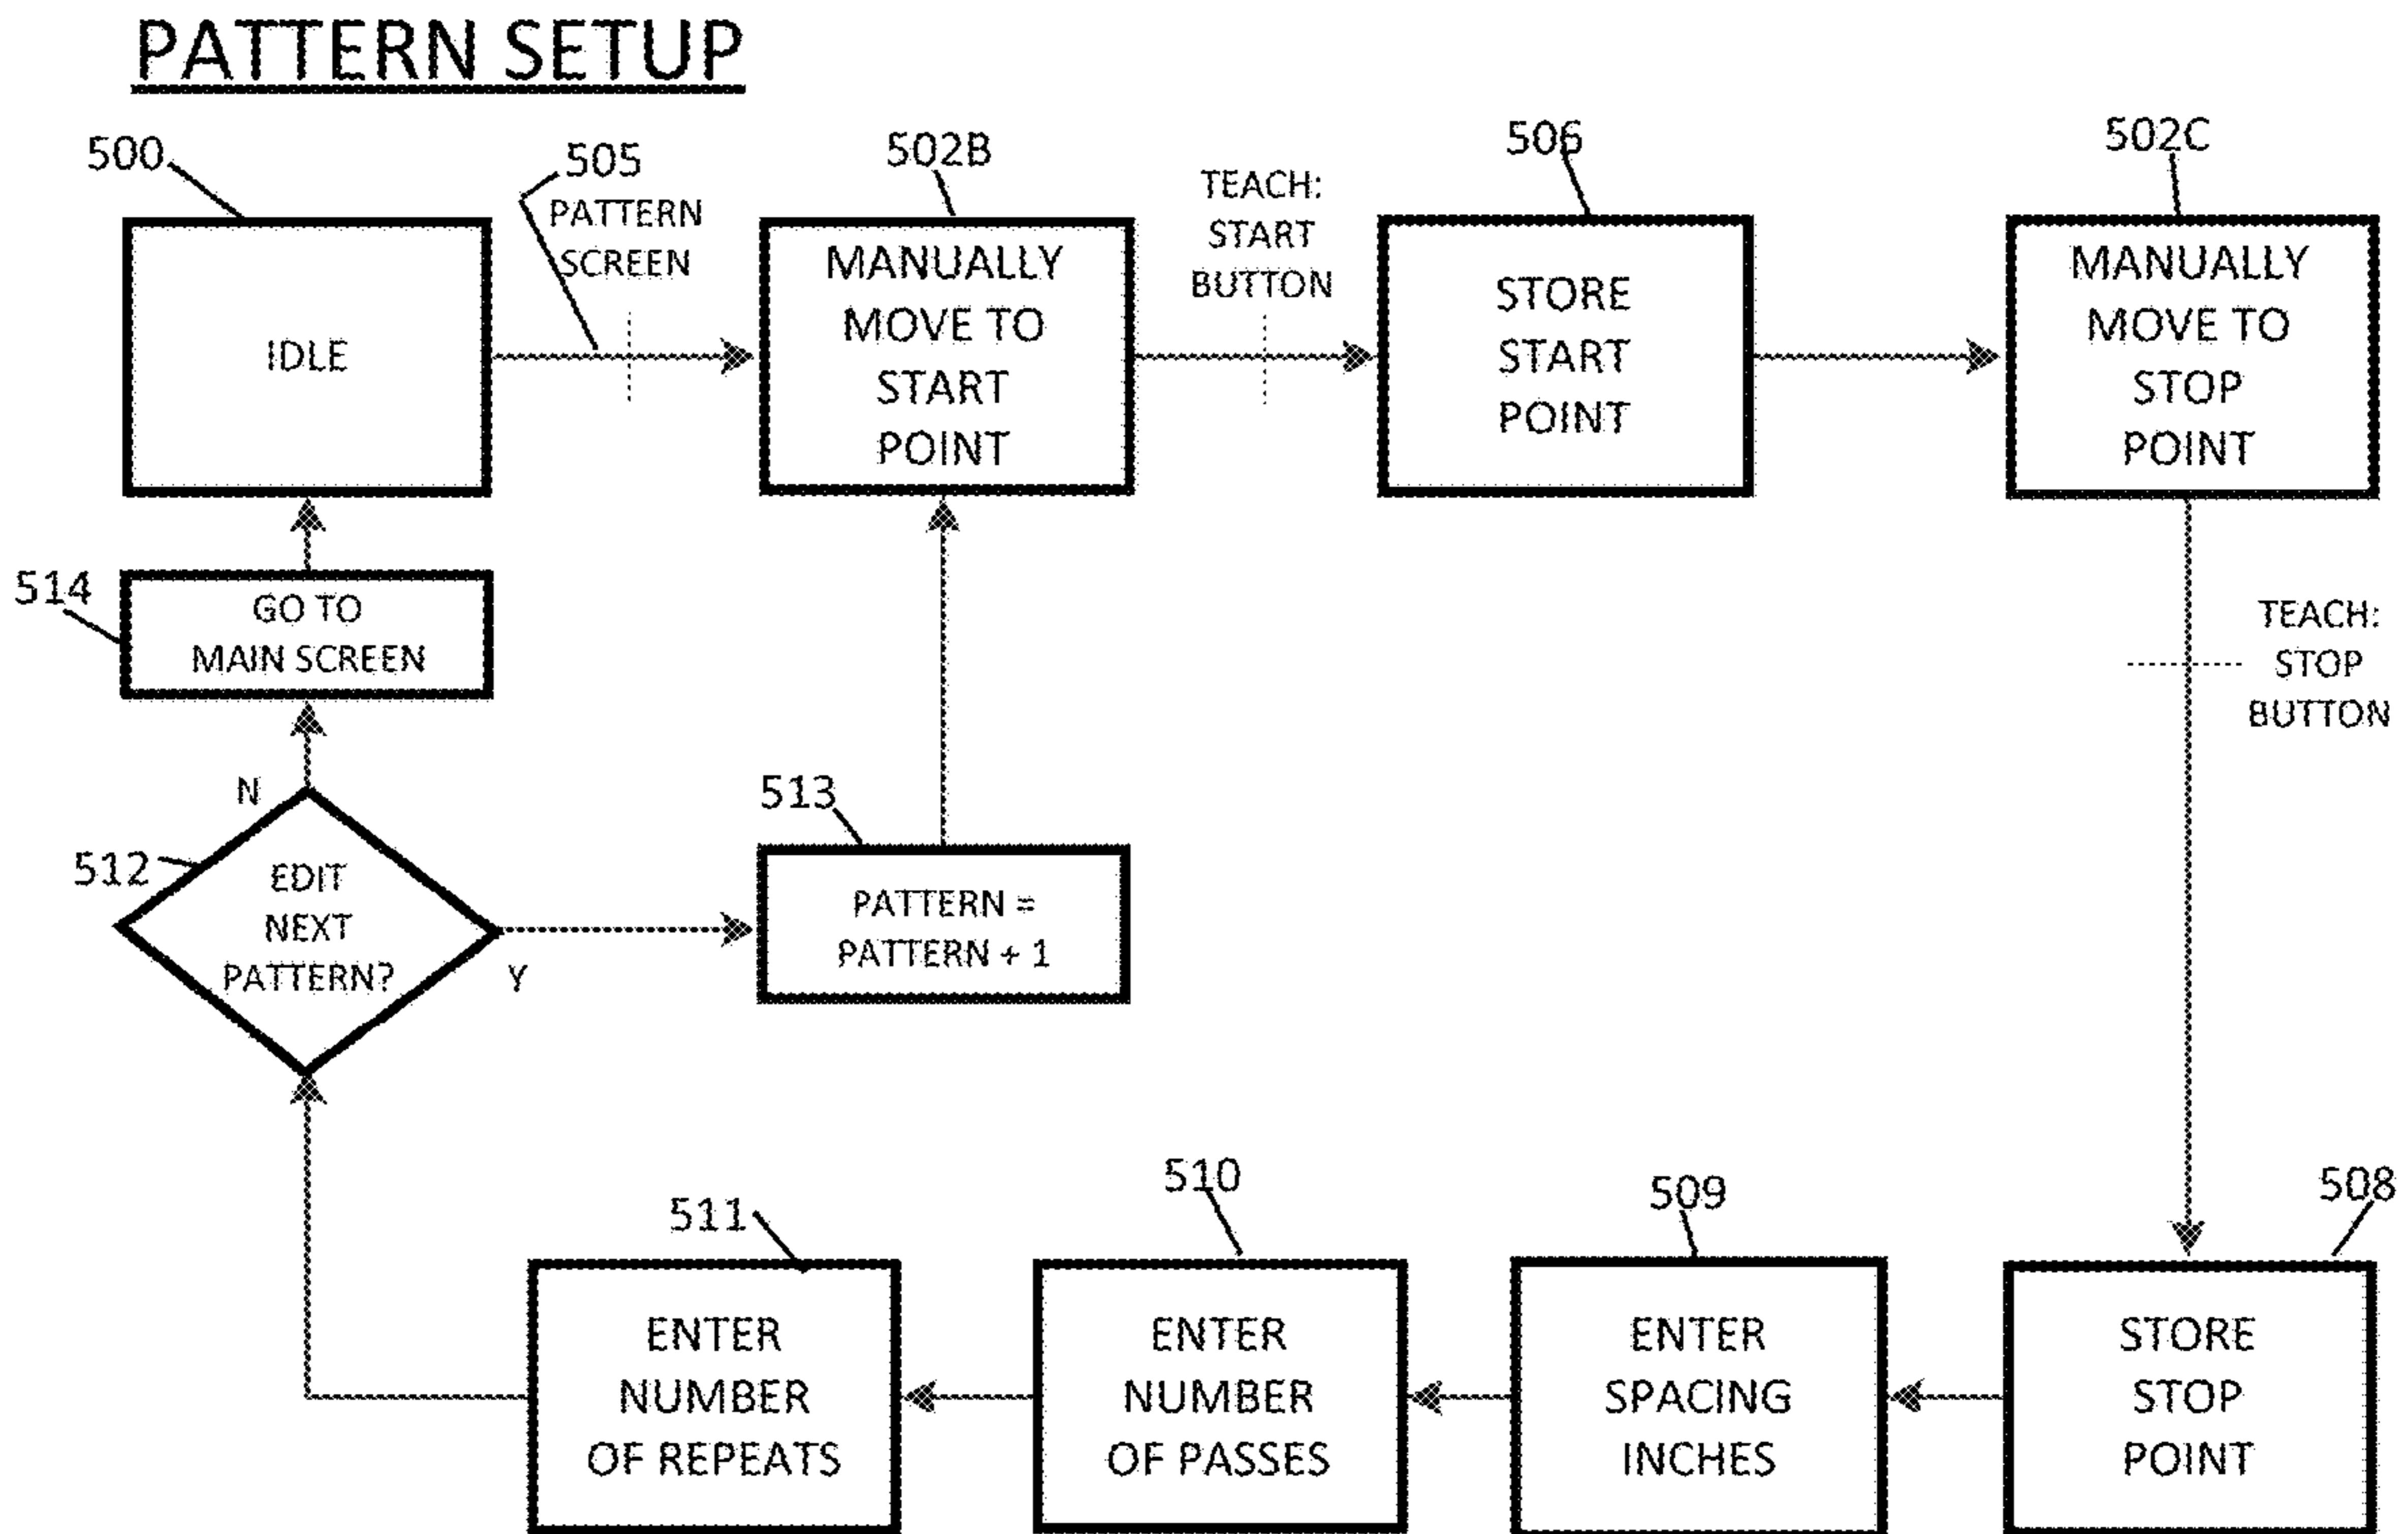 PATTERN SETUP
500
505
PATTERN
SCREEN
502B
TEACH:
START
BUTTON
506
502C
IDLE
MANUALLY
MOVE TO
START
POINT
STORE
START
POINT
MANUALLY
MOVE TO
STOP
POINT
514
GO TO
MAIN SCREEN
TEACH:
STOP
BUTTON
N
512
EDIT
NEXT
PATTERN?
Y
513
PATTERN =
PATTERN + 1
511
510
509
508
ENTER
NUMBER
OF REPEATS
ENTER
NUMBER
OF PASSES
ENTER
SPACING
INCHES
STORE
STOP
POINT